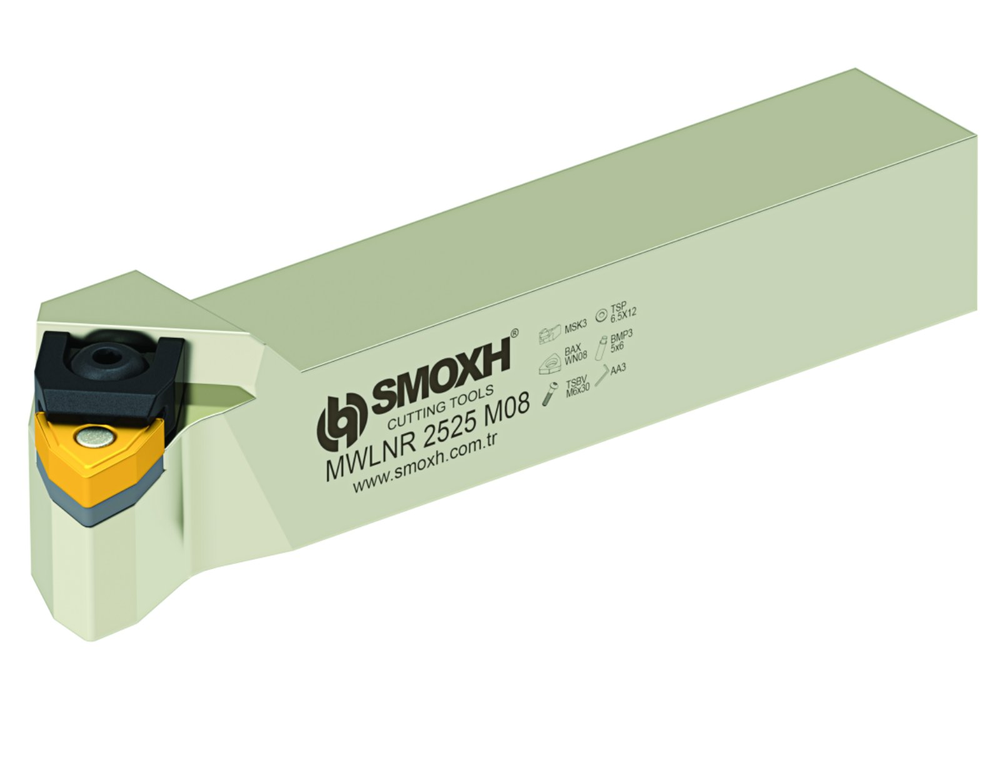 SMOXH®
CUTTING TOOLS
MWLNR 2525 M08
www.smoxh.com.tr
MSK3
BAX
WN08
TSBV
M6x30
TSP
6.5X12
BMP3
5x6
AA3